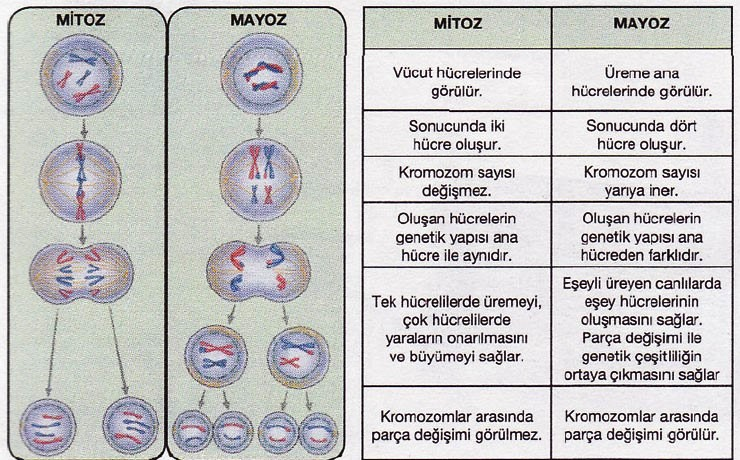 MİTOZ
MAYOZ
MİTOZ
MAYOZ
Vücut hücrelerinde
görülür.
Üreme ana
hücrelerinde görülür.
Sonucunda iki
hücre oluşur.
Sonucunda dört
hücre oluşur.
Kromozom sayısı
değişmez.
Kromozom sayısı
yarıya iner.
Oluşan hücrelerin
genetik yapısı ana
hücre ile aynıdır.
Oluşan hücrelerin
genetik yapısı ana
hücreden farklıdır.
Tek hücrelilerde üremeyi,
çok hücrelilerde
yaraların onarılmasını
ve büyümeyi sağlar.
Eşeyli üreyen canlılarda
eşey hücrelerinin
oluşmasını sağlar.
Parça değişimi ile
genetik çeşitliliğin
ortaya çıkmasını sağlar
Kromozomlar arasında
parça değişimi görülmez.
Kromozomlar arasında
parça değişimi görülür.